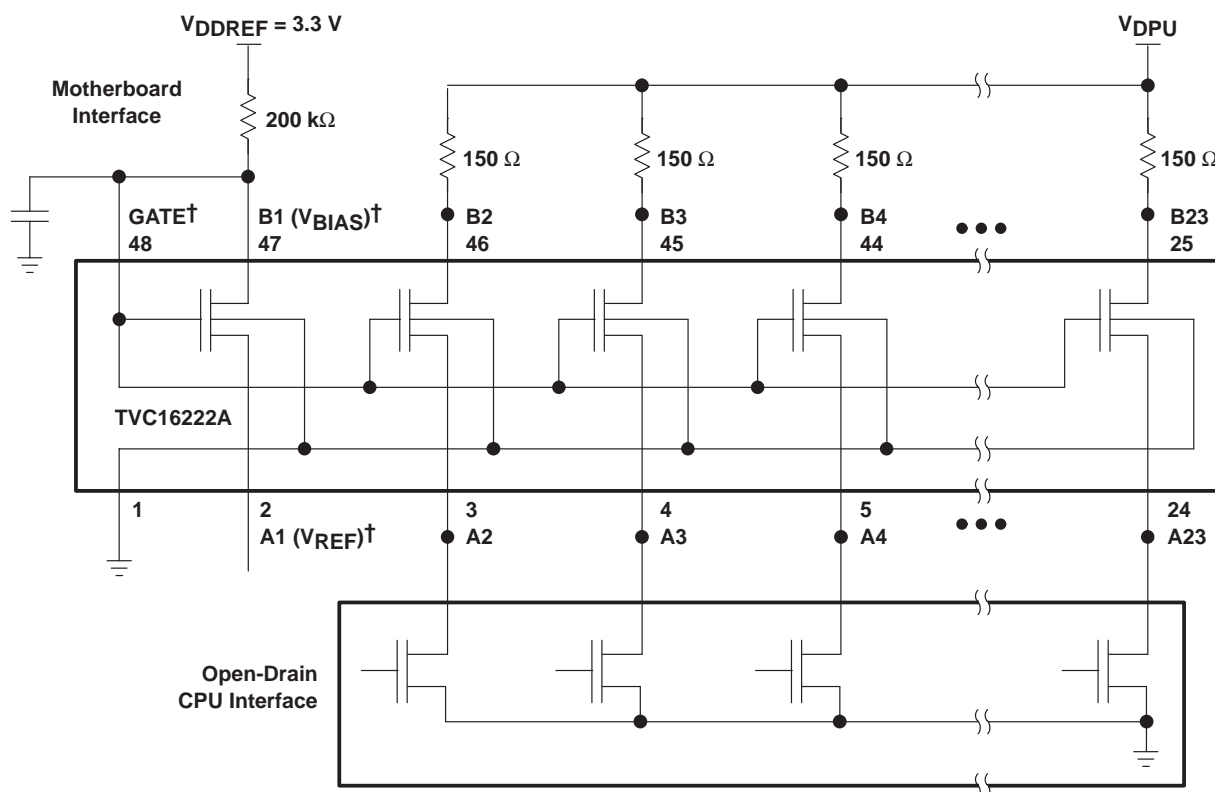 VDDREF = 3.3 V
VDPU
Motherboard
Interface
200 kΩ
150 Ω
150 Ω
150 Ω
150 Ω
GATE†
B1 (VBIAS)†
B2
B3
B4
B23
48
47
46
45
44
25
TVC16222A
1
2
3
4
5
24
A1 (VREF)†
A2
A3
A4
A23
Open-Drain
CPU Interface